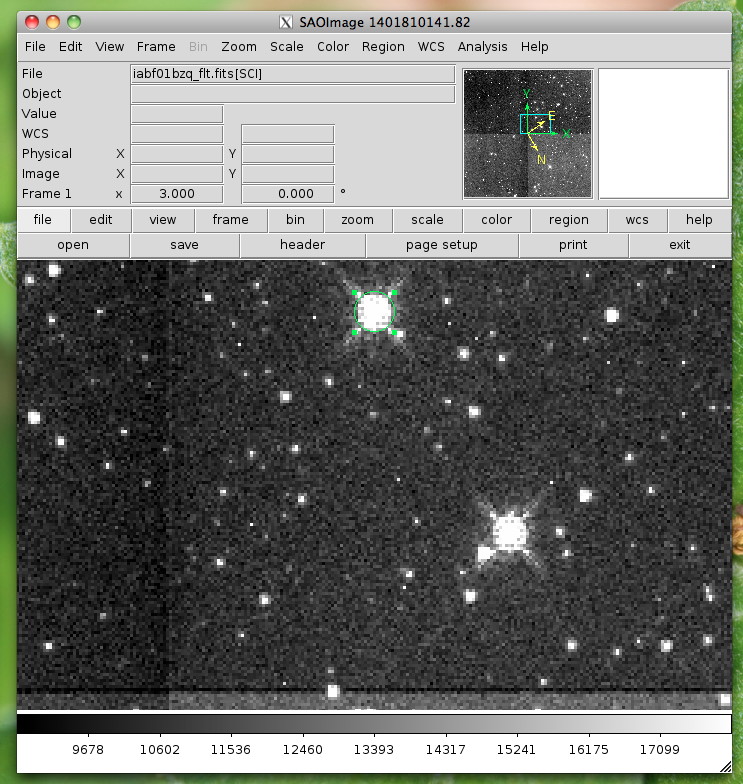 X SAOImage 1401810141.82
File Edit View Frame Bin Zoom Scale Color Region WCS Analysis Help
File iabf01bzq_flt.fits[SCI]
Object
Value
WCS
Physical X Y
Image X Y
Frame 1 x 3.000 0.000 °
Y
E
X
N
file edit view frame bin zoom scale color region wcs help
open save header page setup print exit
9678 10602 11536 12460 13393 14317 15241 16175 17099